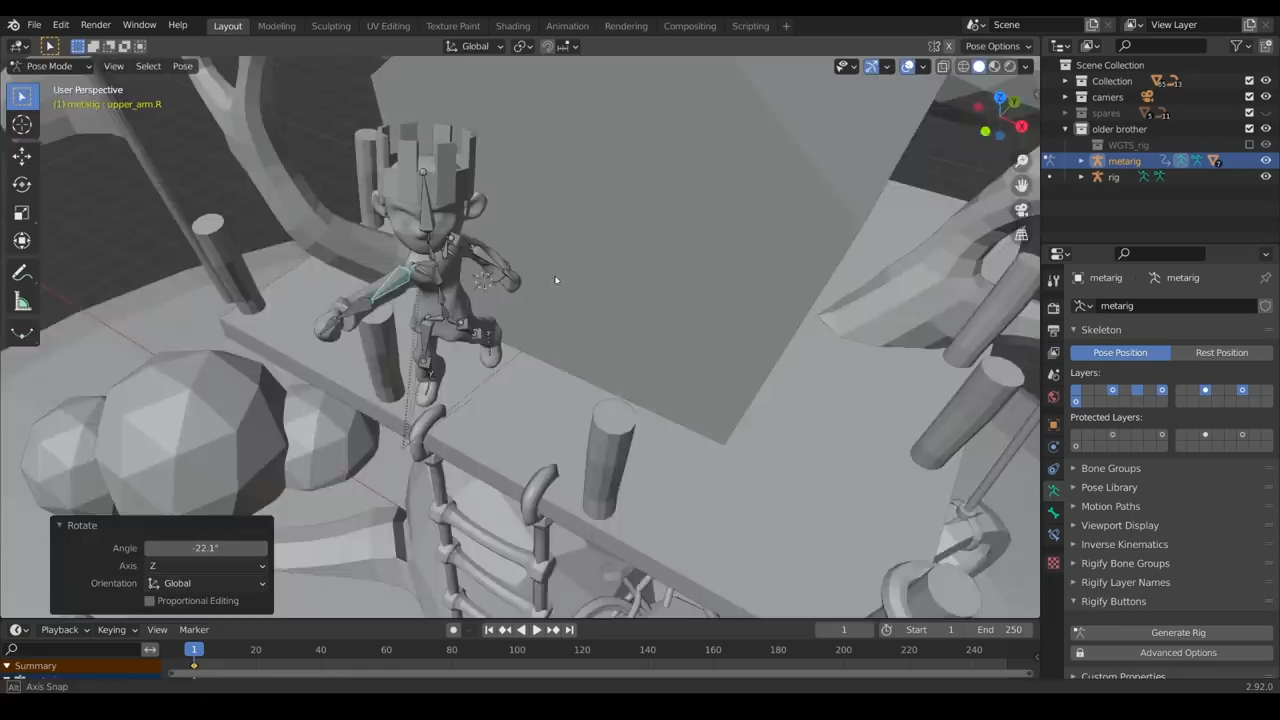 File Edit Render Window Help Layout Modeling Sculpting UV Editing Texture Paint Shading Animation Rendering Compositing Scripting + Scene View Layer
Global Pose Options
Pose Mode View Select Pose
User Perspective
(1) metarig : upper_arm.R
Z
Y
X
Scene Collection
Collection 13
camers
spares 5 11
older brother
WGTS_rig
metarig 7
rig
metarig metarig
metarig
Skeleton
Pose Position Rest Position
Layers:
Protected Layers:
Bone Groups
Pose Library
Motion Paths
Viewport Display
Inverse Kinematics
Rigify Bone Groups
Rigify Layer Names
Rigify Buttons
Generate Rig
Advanced Options
Custom Properties
Rotate
Angle -22.1°
Axis Z
Orientation Global
Proportional Editing
Playback Keying View Marker 1 Start 1 End 250
1 20 40 60 80 100 120 140 160 180 200 220 240
Summary
Alt Axis Snap 2.92.0